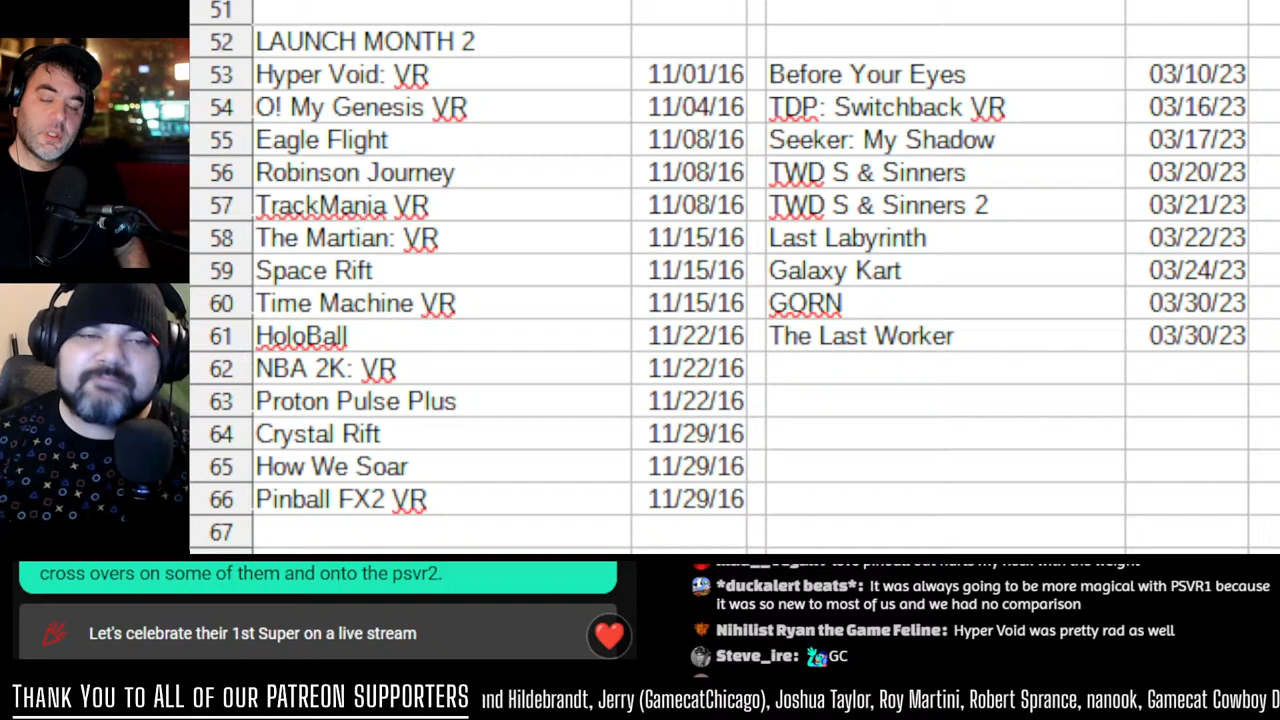 51
52 LAUNCH MONTH 2
53 Hyper Void: VR 11/01/16 Before Your Eyes 03/10/23
54 O! My Genesis VR 11/04/16 TDP: Switchback VR 03/16/23
55 Eagle Flight 11/08/16 Seeker: My Shadow 03/17/23
56 Robinson Journey 11/08/16 TWD S & Sinners 03/20/23
57 TrackMania VR 11/08/16 TWD S & Sinners 2 03/21/23
58 The Martian: VR 11/15/16 Last Labyrinth 03/22/23
59 Space Rift 11/15/16 Galaxy Kart 03/24/23
60 Time Machine VR 11/15/16 GORN 03/30/23
61 HoloBall 11/22/16 The Last Worker 03/30/23
62 NBA 2K: VR 11/22/16
63 Proton Pulse Plus 11/22/16
64 Crystal Rift 11/29/16
65 How We Soar 11/29/16
66 Pinball FX2 VR 11/29/16
67
cross overs on some of them and onto the psvr2.
Let's celebrate their 1st Super on a live stream
love pinball but hurts my neck with the weight
*duckalert beats*: It was always going to be more magical with PSVR1 because
it was so new to most of us and we had no comparison
Nihilist Ryan the Game Feline: Hyper Void was pretty rad as well
Steve_ire: GC
THANK YOU TO ALL OF OUR PATREON SUPPORTERS
und Hildebrandt, Jerry (GamecatChicago), Joshua Taylor, Roy Martini, Robert Sprance, nanook, Gamecat Cowboy D